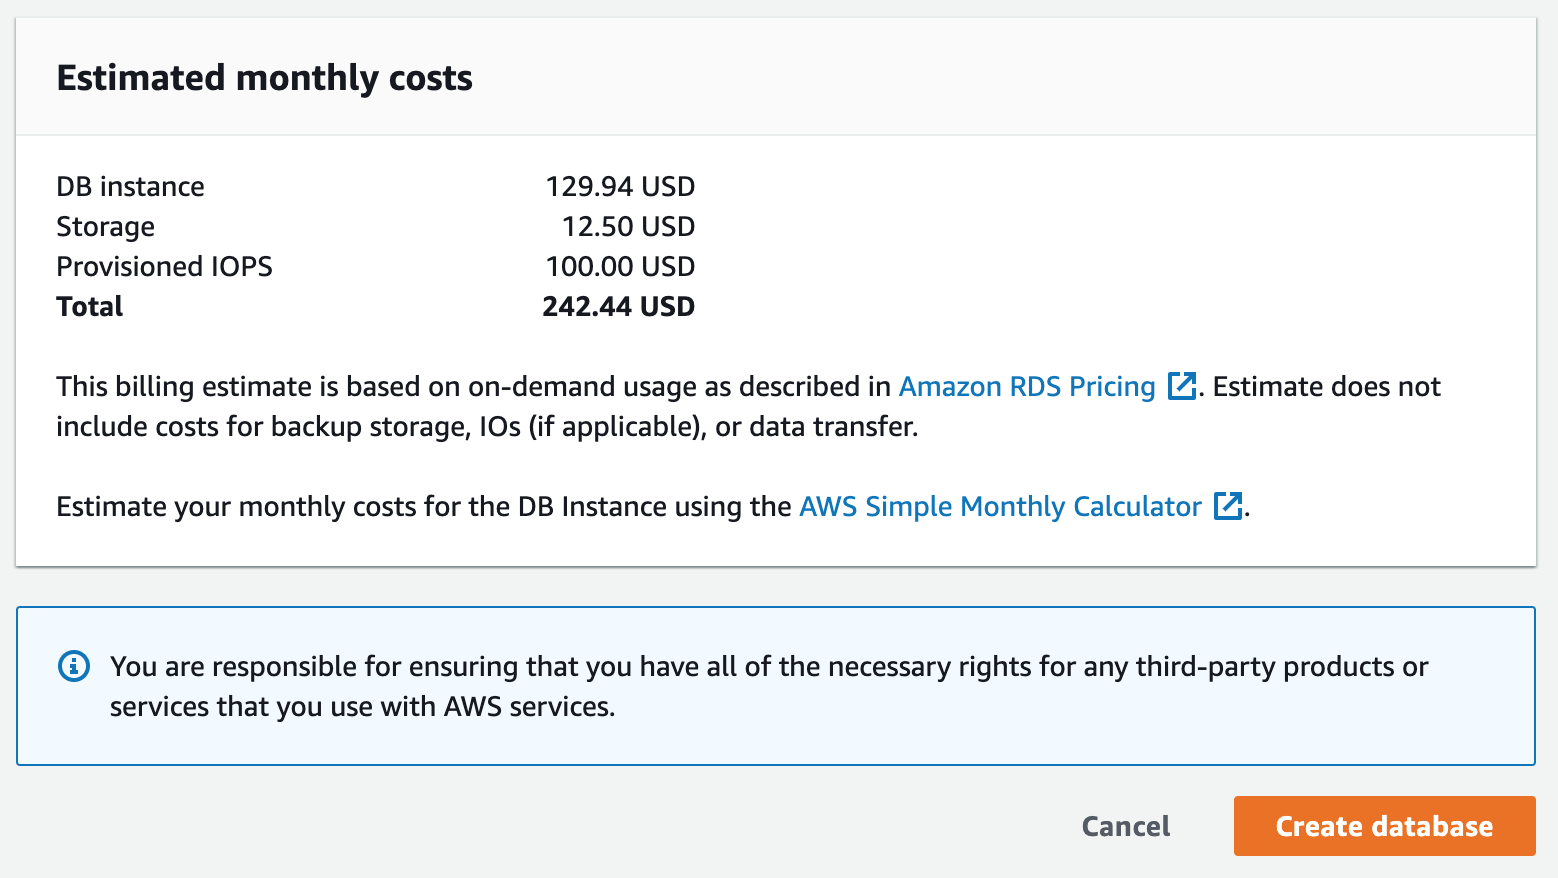 Estimated monthly costs
DB instance 129.94 USD
Storage 12.50 USD
Provisioned IOPS 100.00 USD
Total 242.44 USD
This billing estimate is based on on-demand usage as described in Amazon RDS Pricing. Estimate does not
include costs for backup storage, IOs (if applicable), or data transfer.
Estimate your monthly costs for the DB Instance using the AWS Simple Monthly Calculator.
You are responsible for ensuring that you have all of the necessary rights for any third-party products or
services that you use with AWS services.
Cancel Create database